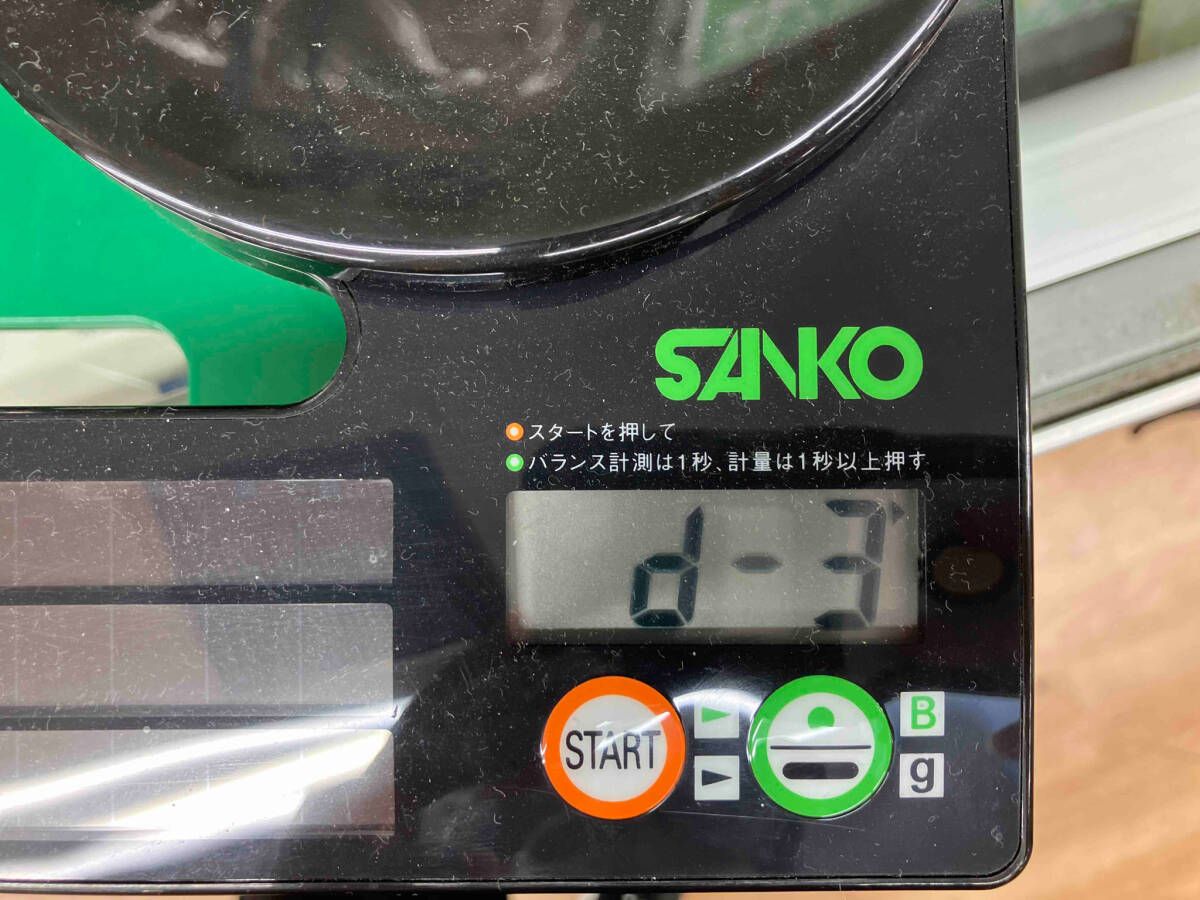 SANKO
スタートを押して
バランス計測は1秒、計量は1秒以上押す
d-3
START
B
g